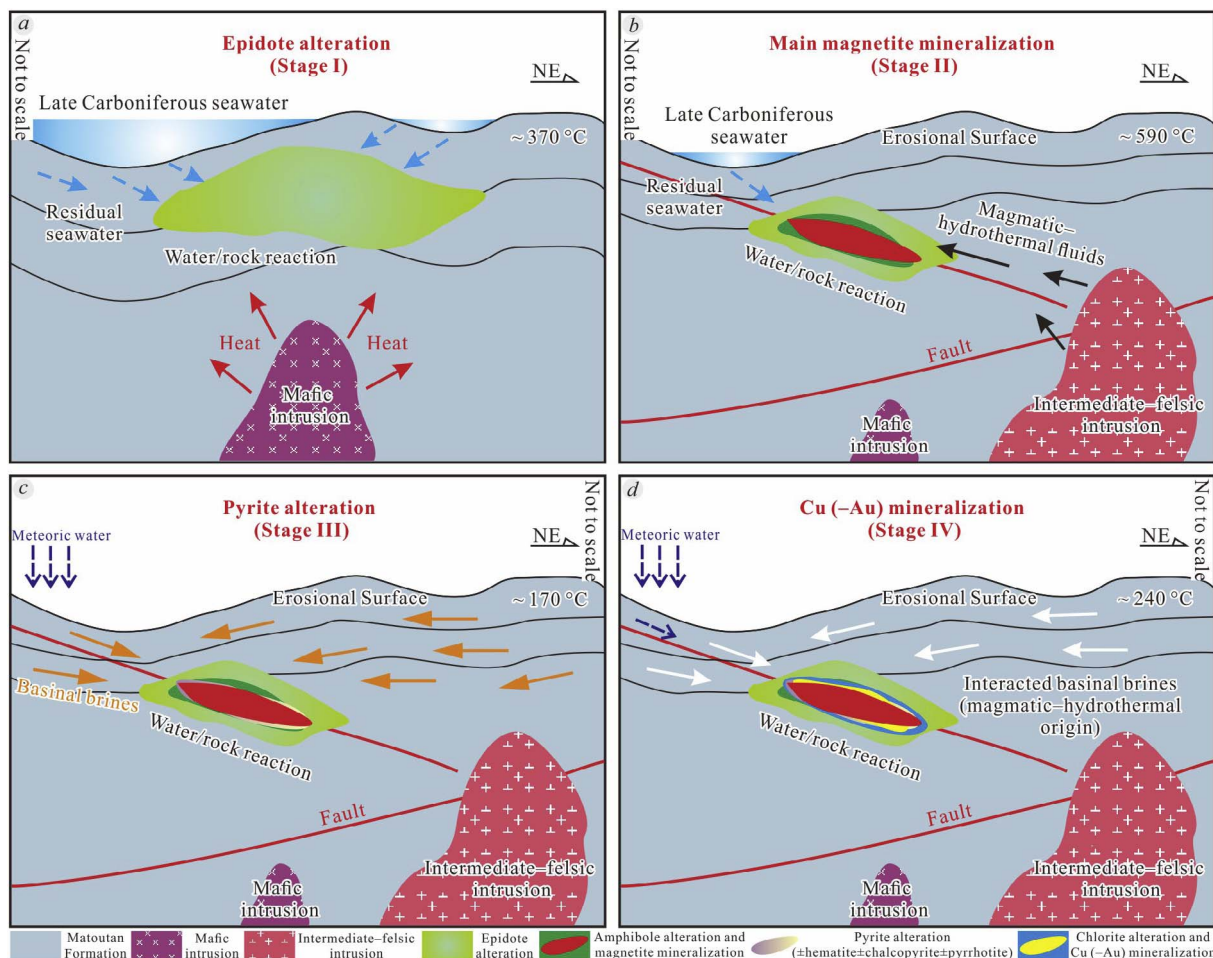 a
Epidote alteration
(Stage I)
Not to scale
NE
Late Carboniferous seawater
~ 370 °C
Residual
seawater
Water/rock reaction
Heat
Heat
Mafic
intrusion
b
Main magnetite mineralization
(Stage II)
Not to scale
NE
Late Carboniferous
seawater
Erosional Surface
~ 590 °C
Residual
seawater
Magmatic–
hydrothermal fluids
Water/rock reaction
Fault
Mafic
intrusion
Intermediate–felsic
intrusion
c
Pyrite alteration
(Stage III)
Not to scale
Meteoric water
NE
Erosional Surface
~ 170 °C
Basinal brines
Water/rock reaction
Fault
Mafic
intrusion
Intermediate–felsic
intrusion
d
Cu (–Au) mineralization
(Stage IV)
Not to scale
Meteoric water
NE
Erosional Surface
~ 240 °C
Interacted basinal brines
(magmatic–hydrothermal
origin)
Water/rock reaction
Fault
Mafic
intrusion
Intermediate–felsic
intrusion
Matoutan
Formation
Mafic
intrusion
Intermediate–felsic
intrusion
Epidote
alteration
Amphibole alteration and
magnetite mineralization
Pyrite alteration
(±hematite±chalcopyrite±pyrrhotite)
Chlorite alteration and
Cu (–Au) mineralization